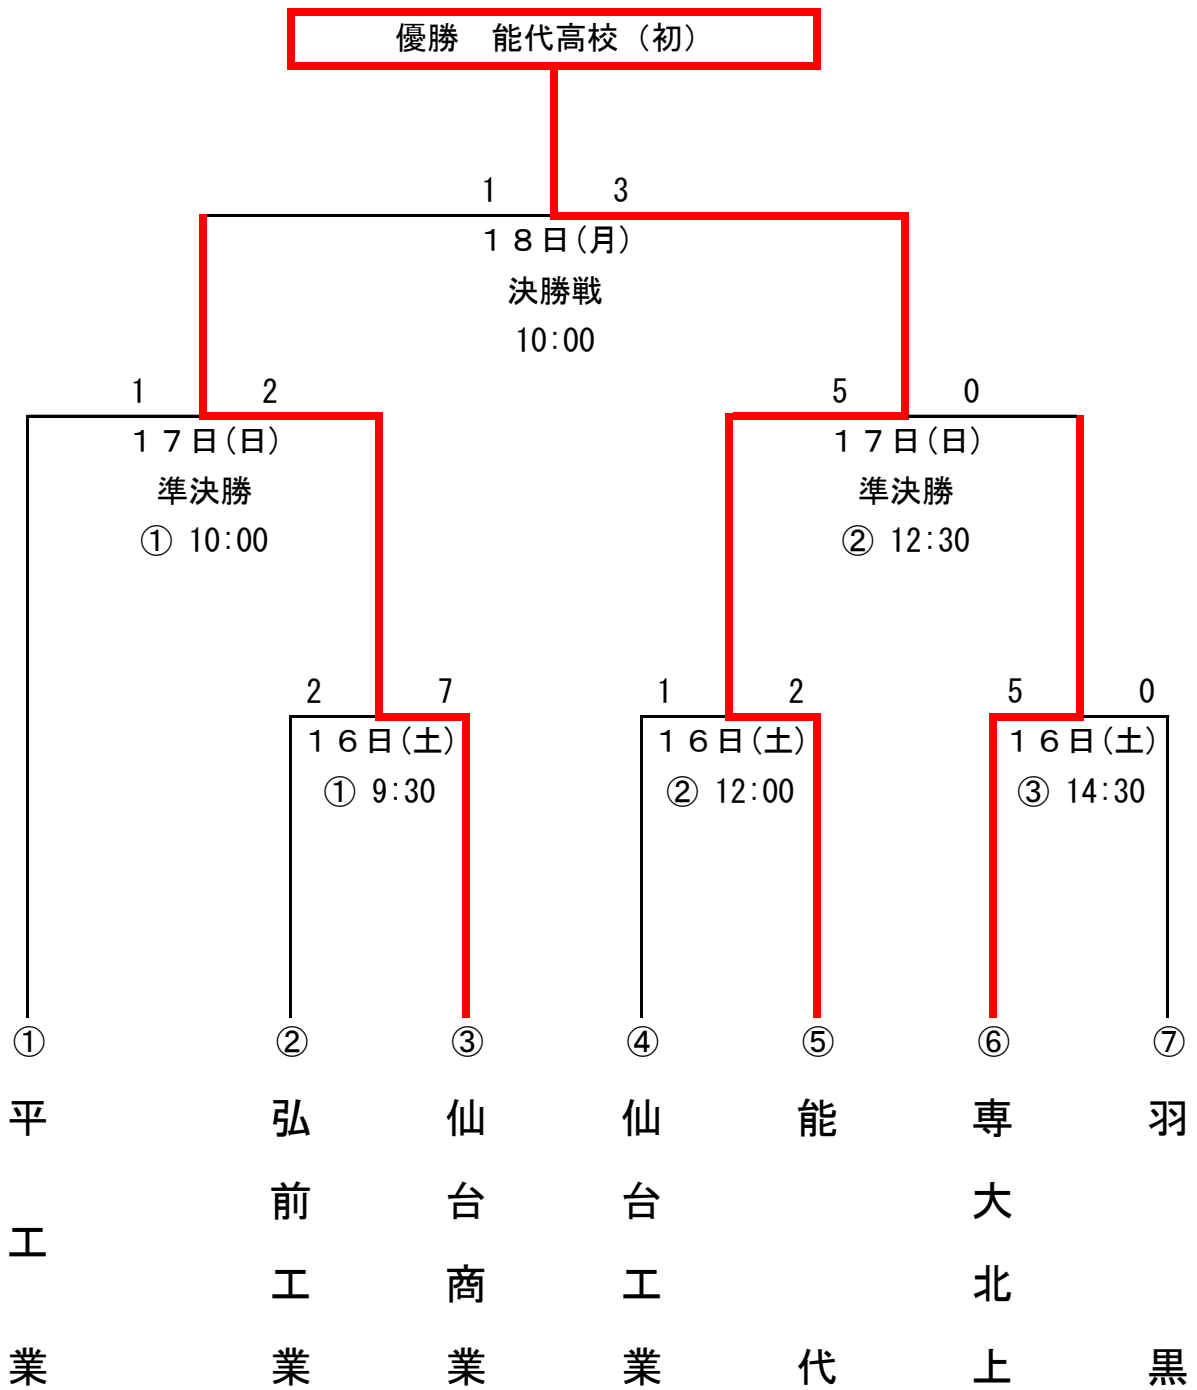 優勝　能代高校（初）
1 3
１８日(月)
決勝戦
10:00
1 2
１７日(日)
準決勝
① 10:00
5 0
１７日(日)
準決勝
② 12:30
2 7
１６日(土)
① 9:30
1 2
１６日(土)
② 12:00
5 0
１６日(土)
③ 14:30
①
平工業
②
弘前工業
③
仙台商業
④
仙台工業
⑤
能代
⑥
専大北上
⑦
羽黒